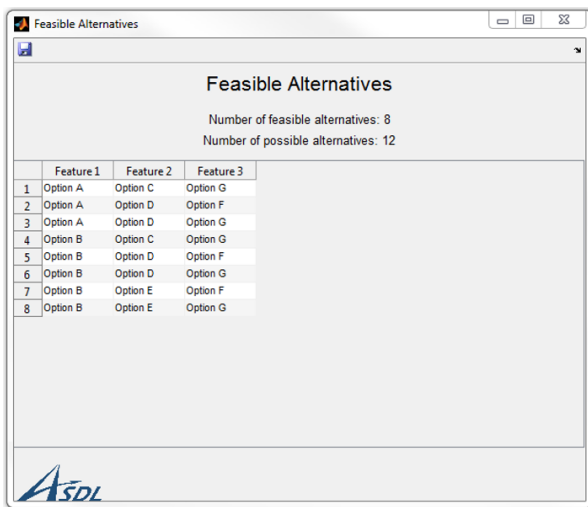 Feasible Alternatives
Feasible Alternatives
Number of feasible alternatives: 8
Number of possible alternatives: 12
Feature 1 Feature 2 Feature 3
1 Option A Option C Option G
2 Option A Option D Option F
3 Option A Option D Option G
4 Option B Option C Option G
5 Option B Option D Option F
6 Option B Option D Option G
7 Option B Option E Option F
8 Option B Option E Option G
ASDL